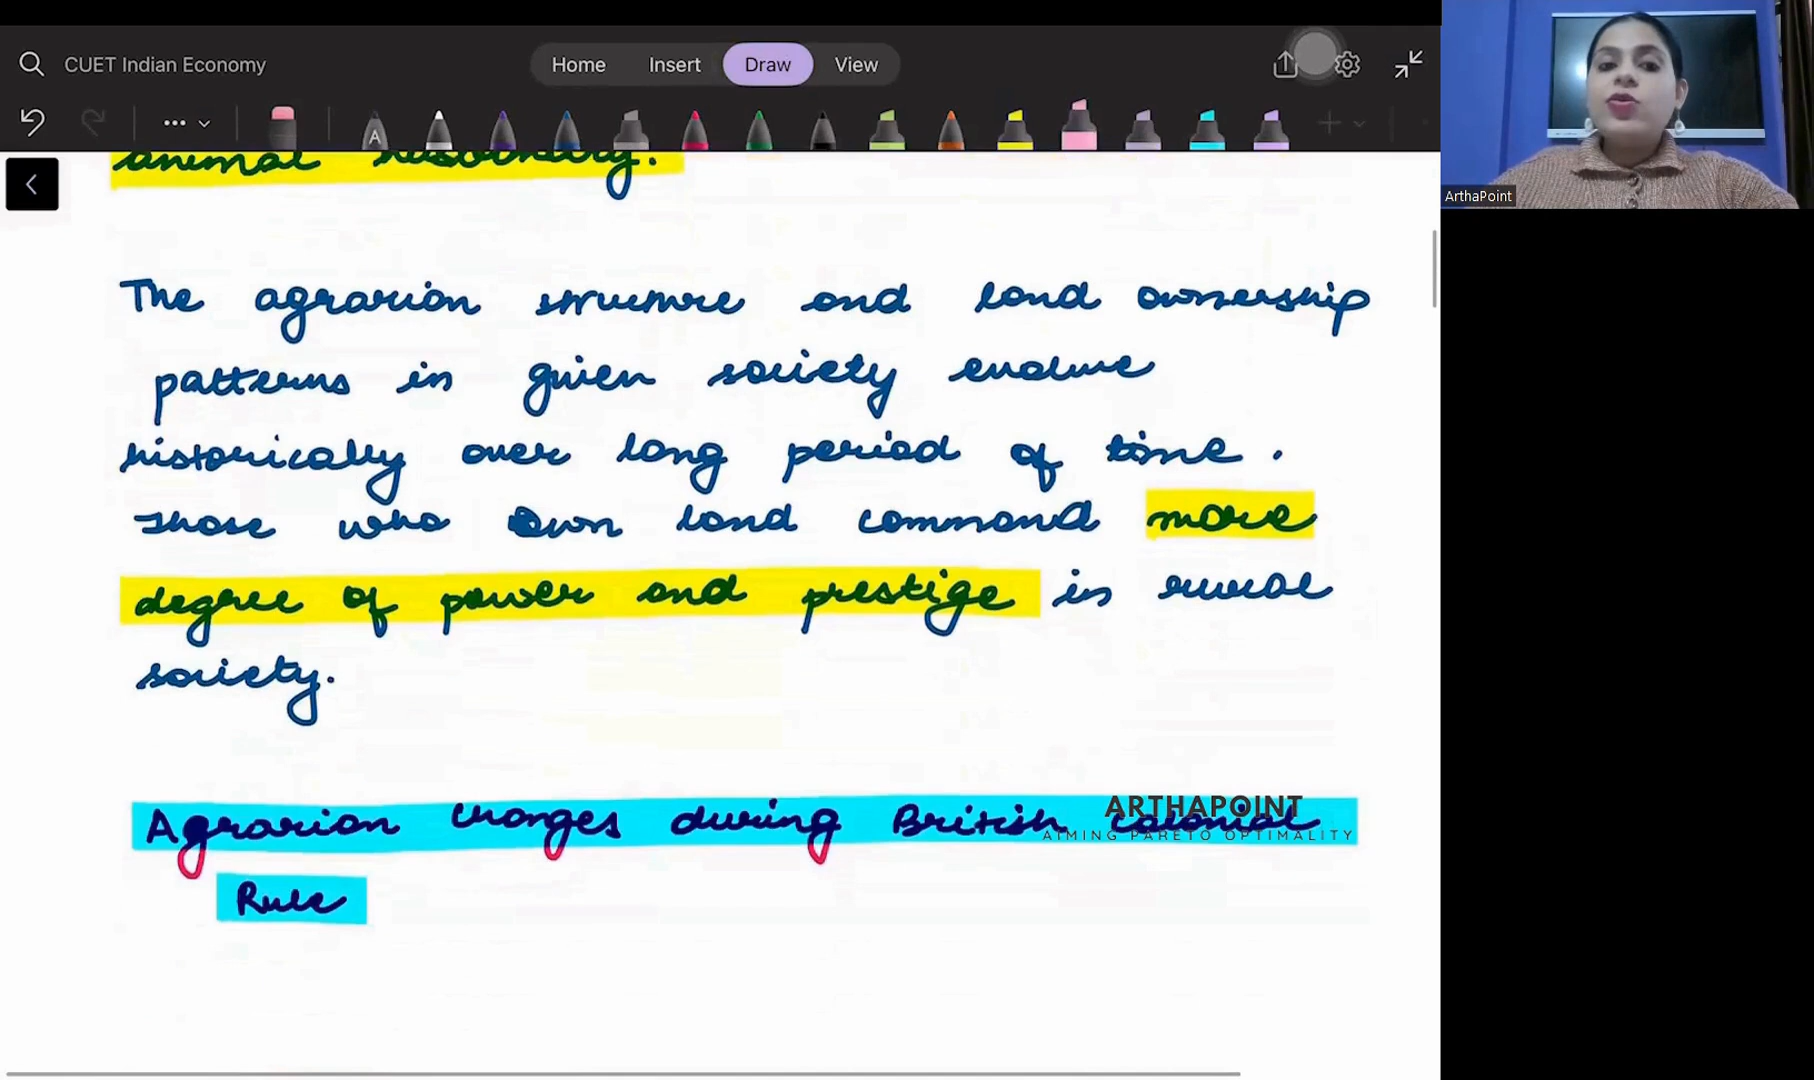 CUET Indian Economy
Home Insert Draw View
A
animal husbandry.
ArthaPoint
The agrarian structure and land ownership
patterns in given society evolve
historically over long period of time.
Those who own land command more
degree of power and prestige in rural
society.
Agrarian changes during British colonial
ARTHAPOINT
AIMING PARETO OPTIMALITY
Rule